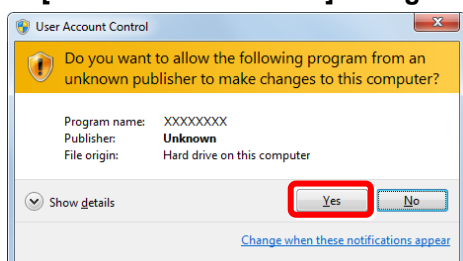 User Account Control
Do you want to allow the following program from an
unknown publisher to make changes to this computer?
Program name: XXXXXXXX
Publisher: Unknown
File origin: Hard drive on this computer
Show details
Yes
No
Change when these notifications appear